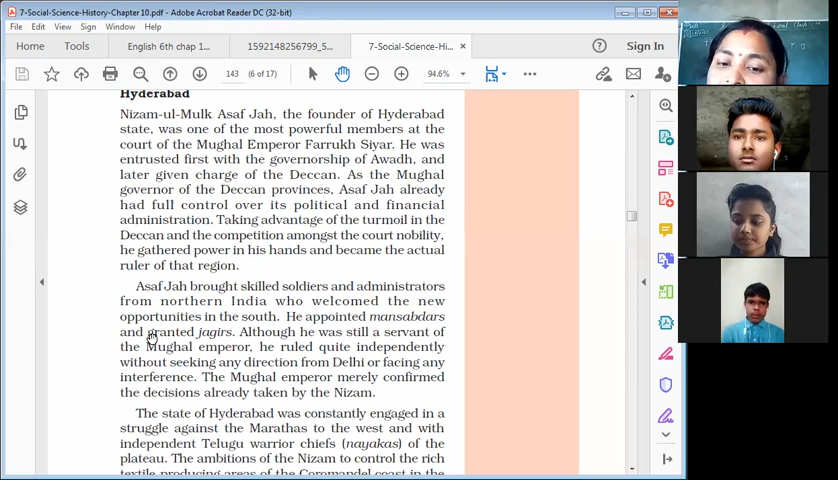 7-Social-Science-History-Chapter10.pdf - Adobe Acrobat Reader DC (32-bit)
File Edit View Sign Window Help
Home Tools English 6th chap 1... 1592148256799_5... 7-Social-Science-Hi... × Sign In
143 (6 of 17) 94.6%
Hyderabad
Nizam-ul-Mulk Asaf Jah, the founder of Hyderabad
state, was one of the most powerful members at the
court of the Mughal Emperor Farrukh Siyar. He was
entrusted first with the governorship of Awadh, and
later given charge of the Deccan. As the Mughal
governor of the Deccan provinces, Asaf Jah already
had full control over its political and financial
administration. Taking advantage of the turmoil in the
Deccan and the competition amongst the court nobility,
he gathered power in his hands and became the actual
ruler of that region.
Asaf Jah brought skilled soldiers and administrators
from northern India who welcomed the new
opportunities in the south. He appointed mansabdars
and granted jagirs. Although he was still a servant of
the Mughal emperor, he ruled quite independently
without seeking any direction from Delhi or facing any
interference. The Mughal emperor merely confirmed
the decisions already taken by the Nizam.
The state of Hyderabad was constantly engaged in a
struggle against the Marathas to the west and with
independent Telugu warrior chiefs (nayakas) of the
plateau. The ambitions of the Nizam to control the rich
textile-producing areas of the Coromandel coast in the